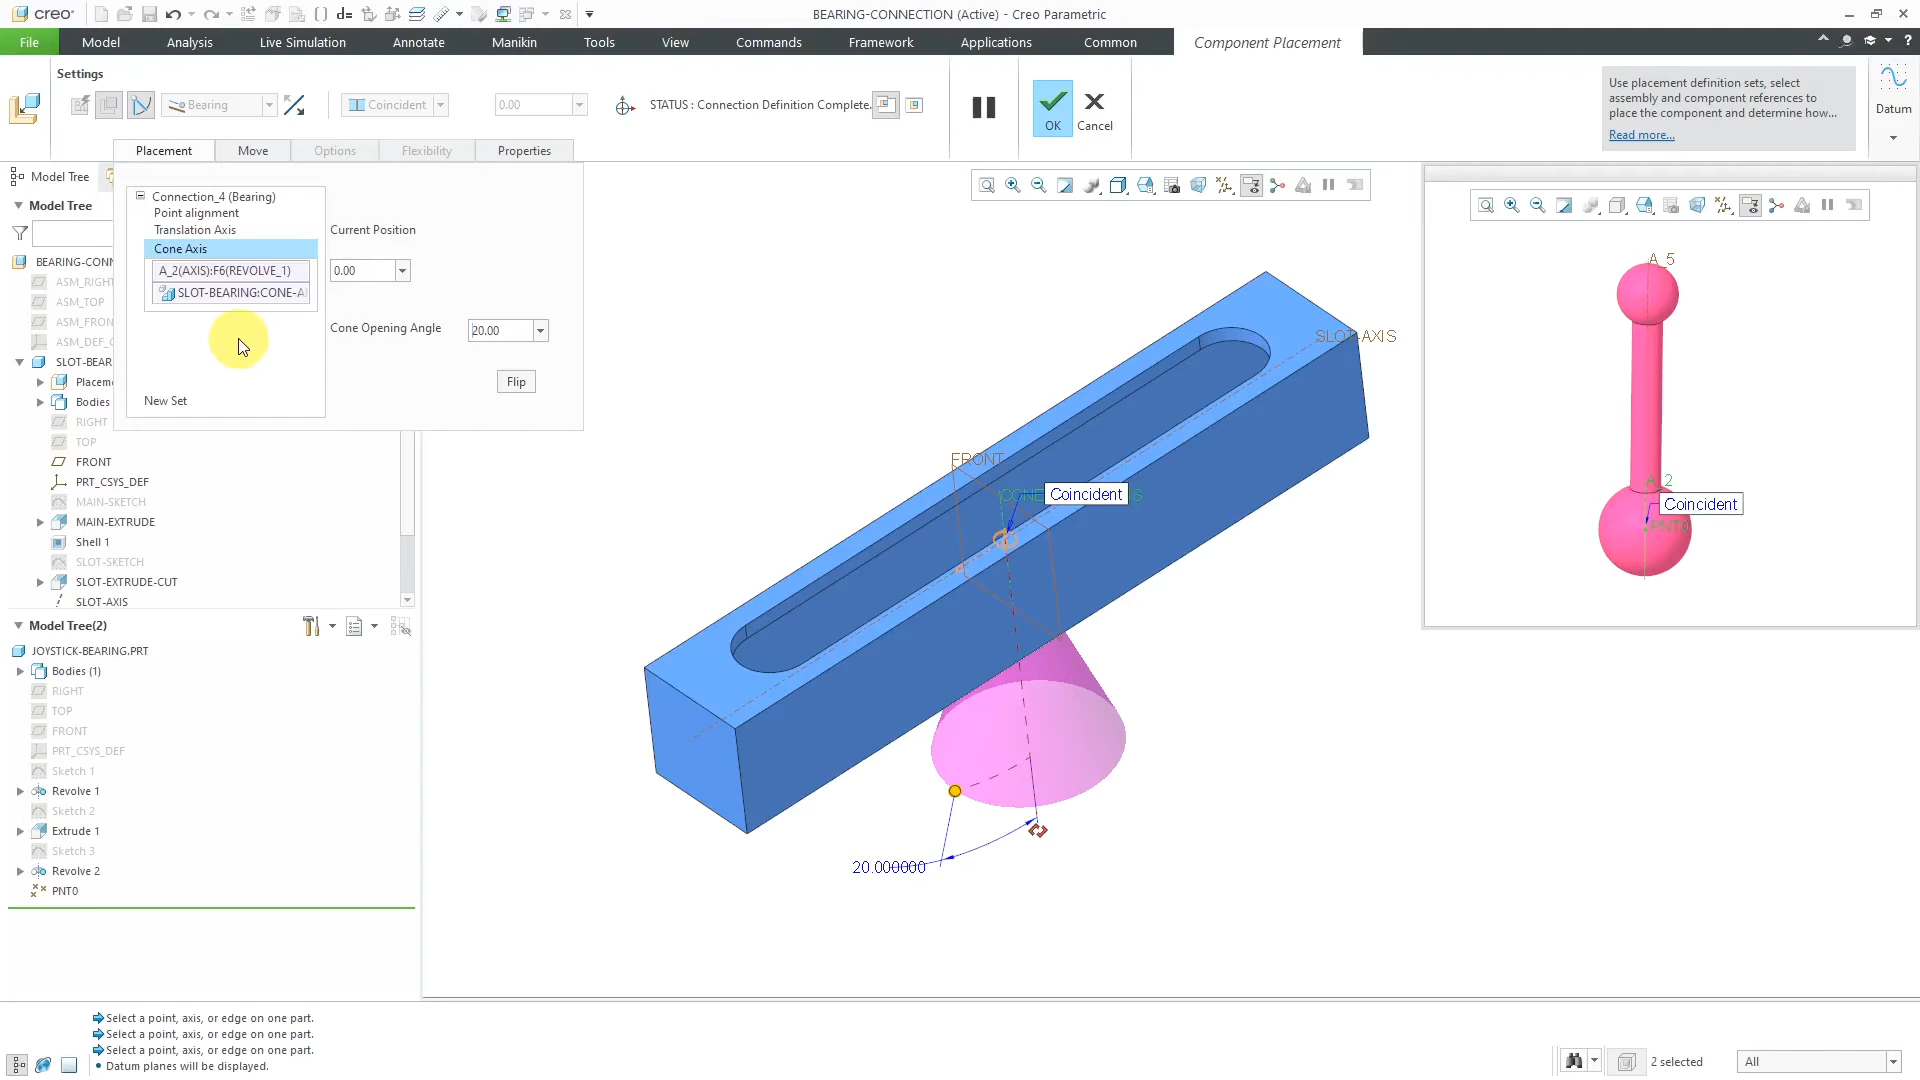 creo
BEARING-CONNECTION (Active) - Creo Parametric
File
Model
Analysis
Live Simulation
Annotate
Manikin
Tools
View
Commands
Framework
Applications
Common
Component Placement
Settings
Bearing
Coincident
0.00
STATUS : Connection Definition Complete.
OK
Cancel
Use placement definition sets, select
assembly and component references to
place the component and determine how...
Read more...
Datum
Placement
Move
Options
Flexibility
Properties
Model Tree
Model Tree
BEARING-CONN
ASM_RIGHT
ASM_TOP
ASM_FRON
ASM_DEF_C
SLOT-BEAR
Placem
Bodies
RIGHT
TOP
FRONT
PRT_CSYS_DEF
MAIN-SKETCH
MAIN-EXTRUDE
Shell 1
SLOT-SKETCH
SLOT-EXTRUDE-CUT
SLOT-AXIS
Connection_4 (Bearing)
Point alignment
Translation Axis
Cone Axis
A_2(AXIS):F6(REVOLVE_1)
SLOT-BEARING:CONE-A
New Set
Current Position
0.00
Cone Opening Angle
20.00
Flip
Model Tree(2)
JOYSTICK-BEARING.PRT
Bodies (1)
RIGHT
TOP
FRONT
PRT_CSYS_DEF
Sketch 1
Revolve 1
Sketch 2
Extrude 1
Sketch 3
Revolve 2
PNT0
SLOT-AXIS
FRONT
CONE
S
Coincident
20.000000
A_5
A_2
Coincident
PNT0
Select a point, axis, or edge on one part.
Select a point, axis, or edge on one part.
Select a point, axis, or edge on one part.
Datum planes will be displayed.
2 selected
All